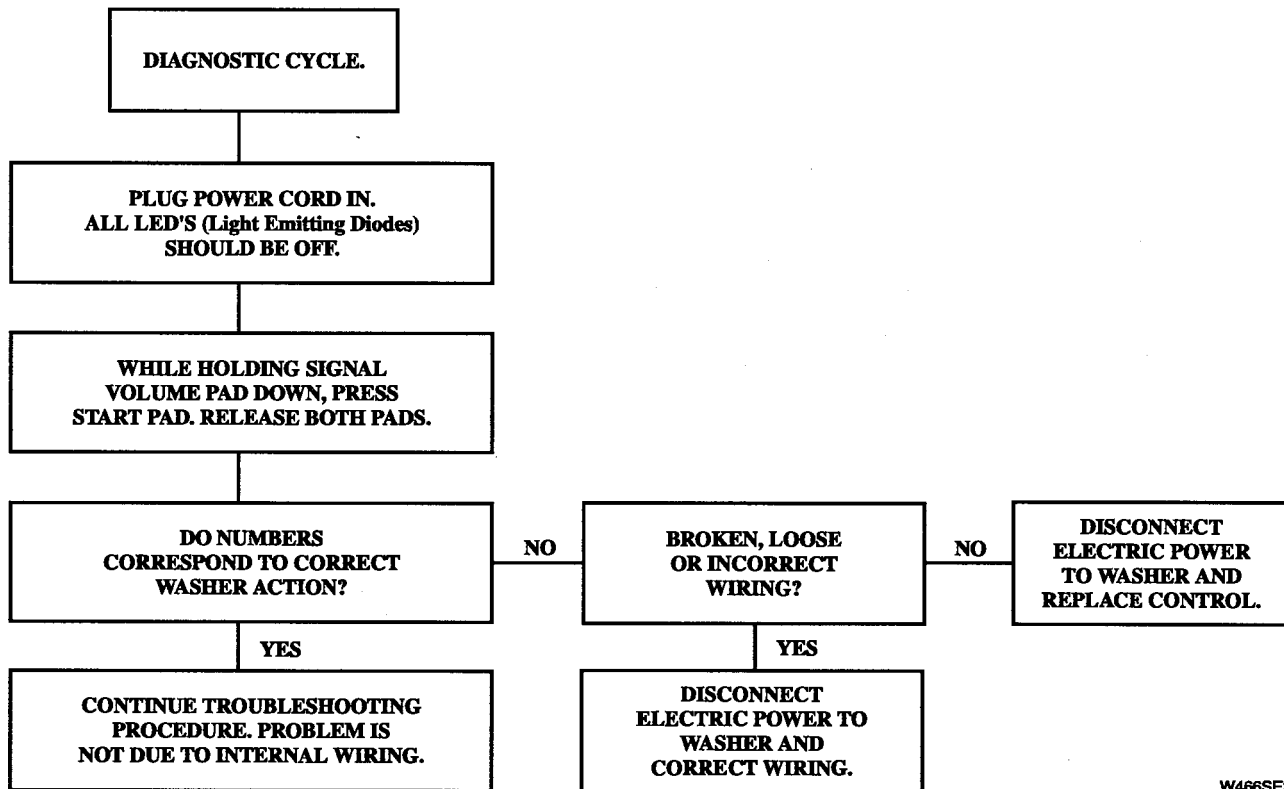 DIAGNOSTIC CYCLE.
PLUG POWER CORD IN.
ALL LED'S (Light Emitting Diodes)
SHOULD BE OFF.
WHILE HOLDING SIGNAL
VOLUME PAD DOWN, PRESS
START PAD. RELEASE BOTH PADS.
DO NUMBERS
CORRESPOND TO CORRECT
WASHER ACTION?
NO
BROKEN, LOOSE
OR INCORRECT
WIRING?
NO
DISCONNECT
ELECTRIC POWER
TO WASHER AND
REPLACE CONTROL.
YES
CONTINUE TROUBLESHOOTING
PROCEDURE. PROBLEM IS
NOT DUE TO INTERNAL WIRING.
YES
DISCONNECT
ELECTRIC POWER TO
WASHER AND
CORRECT WIRING.